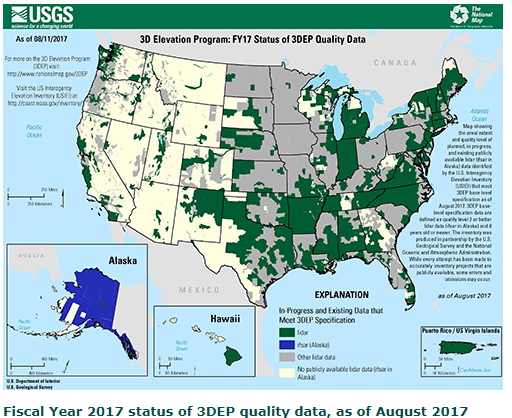 USGS
science for a changing world
The National Map
3D Elevation Program: FY17 Status of 3DEP Quality Data
As of 08/11/2017
For more on the 3D Elevation Program
(3DEP) visit:
http://www.nationalmap.gov/3DEP
Visit the US Interagency
Elevation Inventory (USIEI) at:
http://coast.noaa.gov/inventory/
CANADA
Pacific
Ocean
Atlantic
Ocean
Map showing
the areal extent
and quality level of
planned, in progress,
and existing publicly
available lidar (ifsar in
Alaska) data identified
by the U.S. Interagency
Elevation Inventory
(USIEI) that meet
3DEP base-level
specification as of
August 2017. 3DEP base-
level specification data are
defined as quality level 2 or better
lidar data (ifsar in Alaska) and 8
years old or newer. The inventory was
produced in partnership by the U.S.
Geological Survey and the National
Oceanic and Atmospheric Administration.
While every attempt has been made to
accurately inventory projects that are
publicly available, some errors and
omissions may occur.
as of August 2017
MEXICO
RUSSIA
Alaska
Hawaii
Pacific
Ocean
EXPLANATION
In-Progress and Existing Data that
Meet 3DEP Specification
lidar
ifsar (Alaska)
Other lidar data
No publicly available lidar data (ifsar in
Alaska)
Puerto Rico / US Virgin Islands
Caribbean Sea
U.S. Department of Interior
U.S. Geological Survey
Fiscal Year 2017 status of 3DEP quality data, as of August 2017